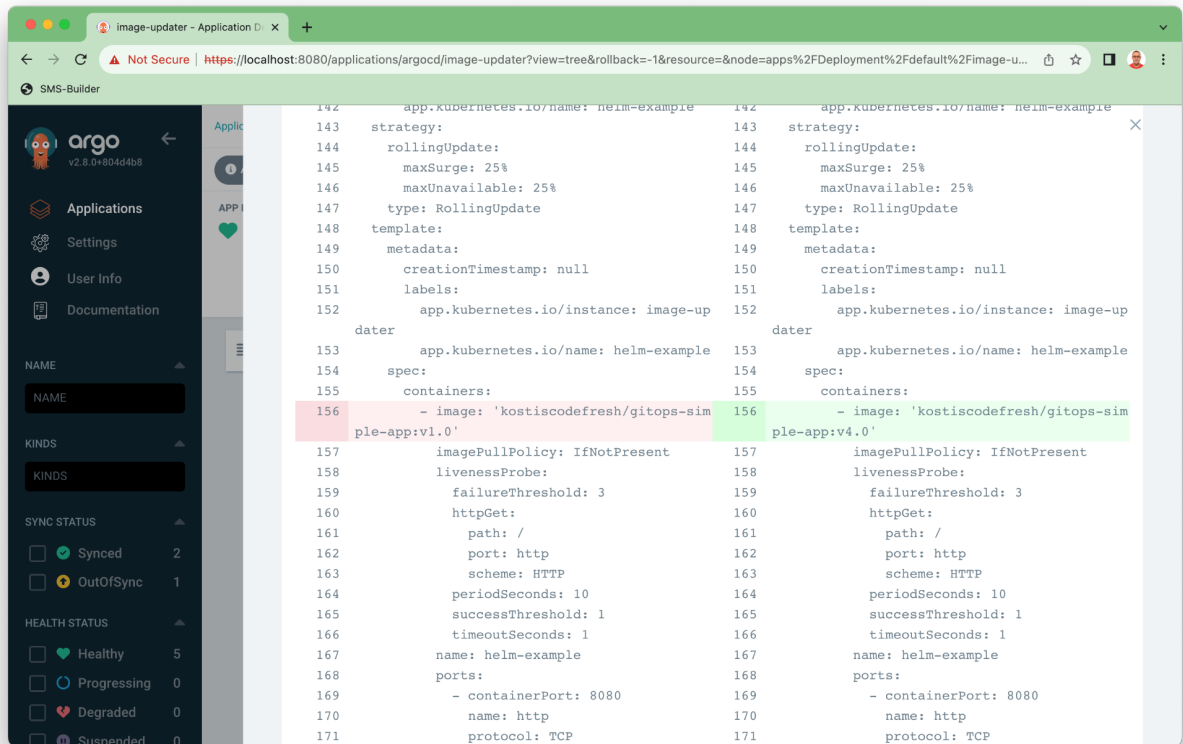 image-updater - Application D
Not Secure | https://localhost:8080/applications/argocd/image-updater?view=tree&rollback=-1&resource=&node=apps%2FDeployment%2Fdefault%2Fimage-u...
SMS-Builder
argo
v2.8.0+804d4b8
Applications
Settings
User Info
Documentation
NAME
NAME
KINDS
KINDS
SYNC STATUS
Synced 2
OutOfSync 1
HEALTH STATUS
Healthy 5
Progressing 0
Degraded 0
Suspended 0
Applic
APP
142 app.kubernetes.io/name: helm-example
143 strategy:
144 rollingUpdate:
145 maxSurge: 25%
146 maxUnavailable: 25%
147 type: RollingUpdate
148 template:
149 metadata:
150 creationTimestamp: null
151 labels:
152 app.kubernetes.io/instance: image-up
dater
153 app.kubernetes.io/name: helm-example
154 spec:
155 containers:
156 - image: 'kostiscodefresh/gitops-sim
ple-app:v1.0'
157 imagePullPolicy: IfNotPresent
158 livenessProbe:
159 failureThreshold: 3
160 httpGet:
161 path: /
162 port: http
163 scheme: HTTP
164 periodSeconds: 10
165 successThreshold: 1
166 timeoutSeconds: 1
167 name: helm-example
168 ports:
169 - containerPort: 8080
170 name: http
171 protocol: TCP
142 app.kubernetes.io/name: helm-example
143 strategy:
144 rollingUpdate:
145 maxSurge: 25%
146 maxUnavailable: 25%
147 type: RollingUpdate
148 template:
149 metadata:
150 creationTimestamp: null
151 labels:
152 app.kubernetes.io/instance: image-up
dater
153 app.kubernetes.io/name: helm-example
154 spec:
155 containers:
156 - image: 'kostiscodefresh/gitops-sim
ple-app:v4.0'
157 imagePullPolicy: IfNotPresent
158 livenessProbe:
159 failureThreshold: 3
160 httpGet:
161 path: /
162 port: http
163 scheme: HTTP
164 periodSeconds: 10
165 successThreshold: 1
166 timeoutSeconds: 1
167 name: helm-example
168 ports:
169 - containerPort: 8080
170 name: http
171 protocol: TCP